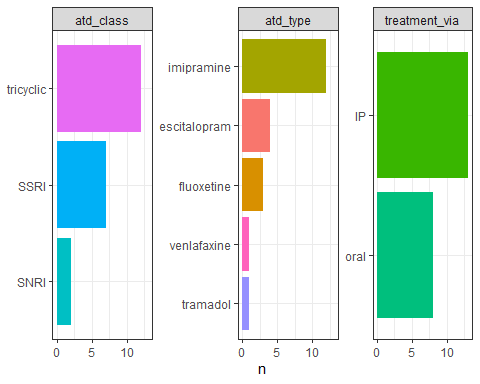 atd_class
atd_type
treatment_via
tricyclic
SSRI
SNRI
imipramine
escitalopram
fluoxetine
venlafaxine
tramadol
IP
oral
0 5 10
0 5 10
0 5 10
n